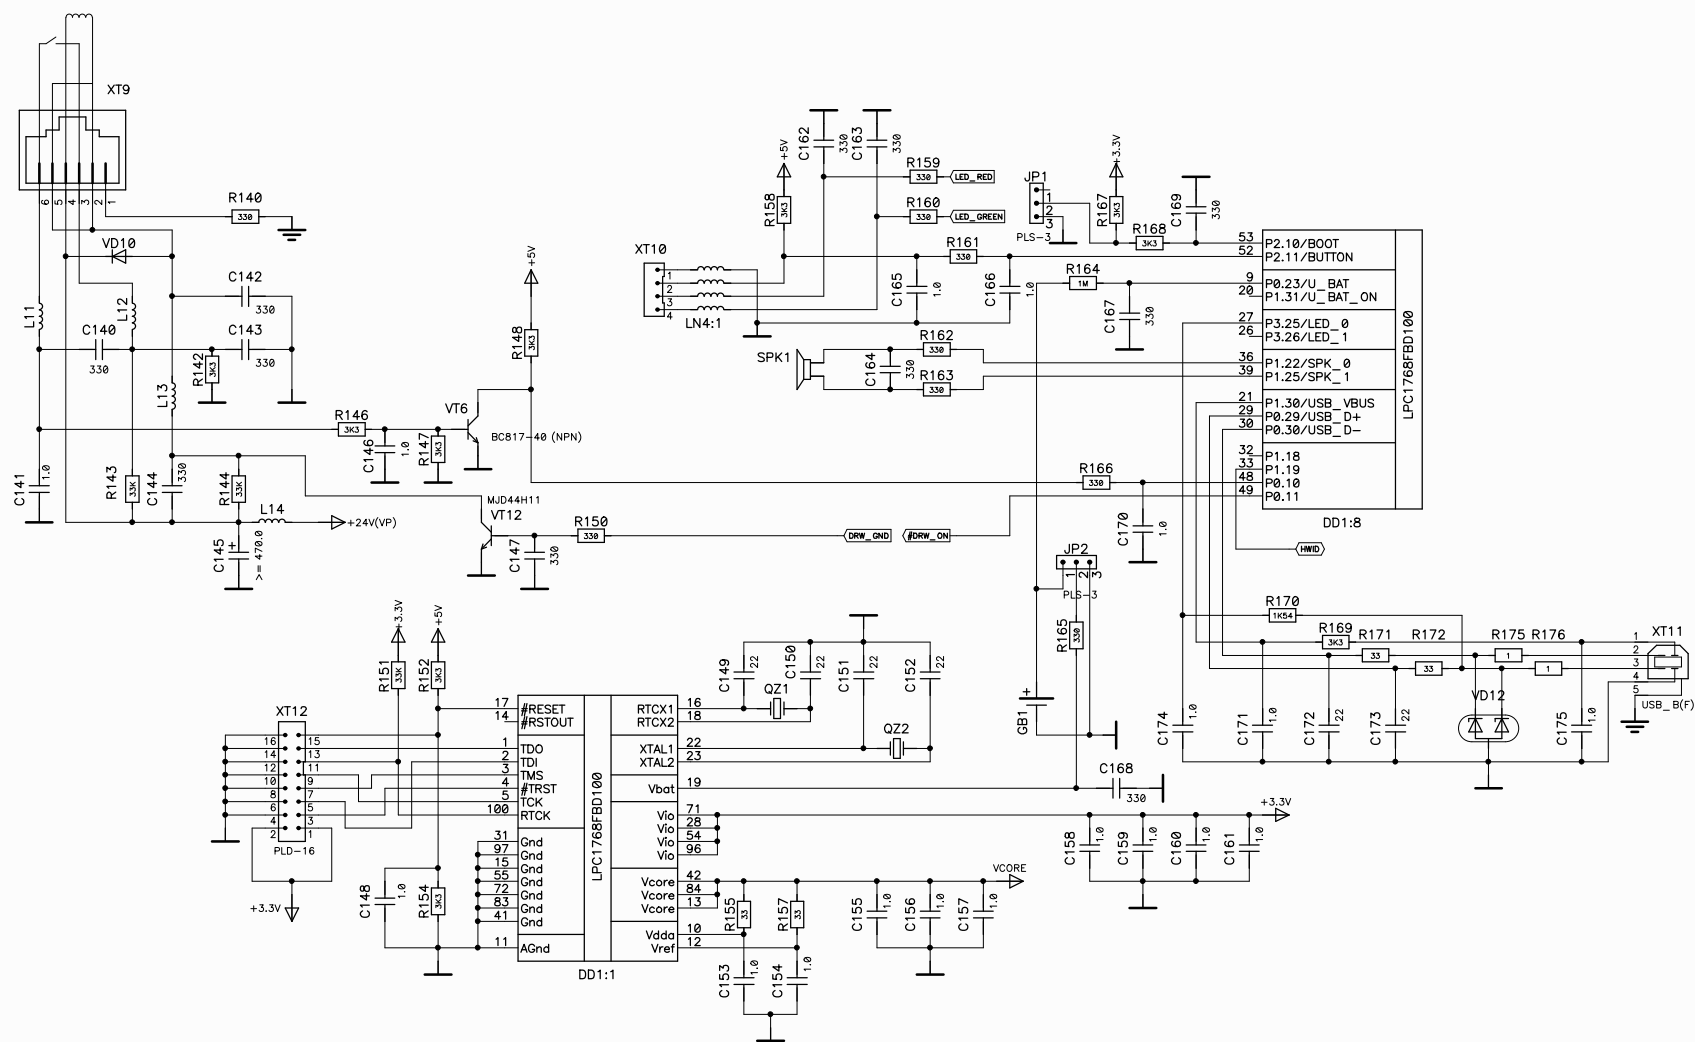 XT9
6
5
4
3
2
1
R140
330
VD10
C142
330
L11
L12
C140
330
C143
330
R142
3K3
L13
R146
3K3
C146
1.0
R147
3K3
VT6
BC817-40 (NPN)
+5V
R148
3K3
C141
1.0
R143
33K
C144
330
R144
33K
L14
+24V(VP)
C145
+
>= 470.0
MJD44H11
VT12
C147
330
R150
330
DRW_GND
#DRW_ON
C162
330
C163
330
+5V
R158
3K3
R159
330
LED_RED
R160
330
LED_GREEN
XT10
1
2
3
4
LN4:1
R161
330
C165
1.0
C166
1.0
SPK1
C164
330
R162
330
R163
330
JP1
1
2
3
PLS-3
+3.3V
R167
3K3
R168
3K3
C169
330
R164
1M
C167
330
R166
330
C170
1.0
53 P2.10/BOOT
52 P2.11/BUTTON
9 P0.23/U_BAT
20 P1.31/U_BAT_ON
27 P3.25/LED_0
26 P3.26/LED_1
36 P1.22/SPK_0
39 P1.25/SPK_1
21 P1.30/USB_VBUS
29 P0.29/USB_D+
30 P0.30/USB_D-
32 P1.18
33 P1.19
48 P0.10
49 P0.11
LPC1768FBD100
DD1:8
HWID
JP2
1
2
3
PLS-3
R165
330
+
GB1
R170
1K54
R169
3K3
R171
33
R172
33
R175
1
R176
1
XT11
1
2
3
4
5
USB_B(F)
VD12
C174
1.0
C171
1.0
C172
22
C173
22
C175
1.0
+3.3V
+5V
R151
33K
R152
3K3
XT12
16 15
14 13
12 11
10 9
8 7
6 5
4 3
2 1
PLD-16
+3.3V
C148
1.0
R154
3K3
17 #RESET
14 #RSTOUT
1 TDO
2 TDI
3 TMS
4 #TRST
5 TCK
100 RTCK
31 Gnd
97 Gnd
15 Gnd
55 Gnd
72 Gnd
83 Gnd
41 Gnd
11 AGnd
LPC1768FBD100
DD1:1
RTCX1 16
RTCX2 18
XTAL1 22
XTAL2 23
Vbat 19
Vio 71
Vio 28
Vio 54
Vio 96
Vcore 42
Vcore 84
Vcore 13
Vdda 10
Vref 12
C149
22
C150
22
C151
22
C152
22
QZ1
QZ2
C168
330
+3.3V
C158
1.0
C159
1.0
C160
1.0
C161
1.0
VCORE
R155
33
R157
33
C155
1.0
C156
1.0
C157
1.0
C153
1.0
C154
1.0